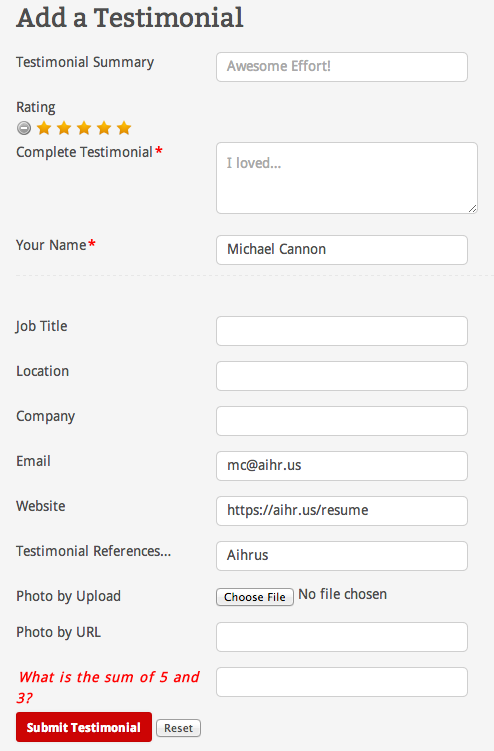 Add a Testimonial
Testimonial Summary Awesome Effort!
Rating
Complete Testimonial* I loved...
Your Name* Michael Cannon
Job Title
Location
Company
Email mc@aihr.us
Website https://aihr.us/resume
Testimonial References... Aihrus
Photo by Upload Choose File No file chosen
Photo by URL
What is the sum of 5 and
3?
Submit Testimonial Reset